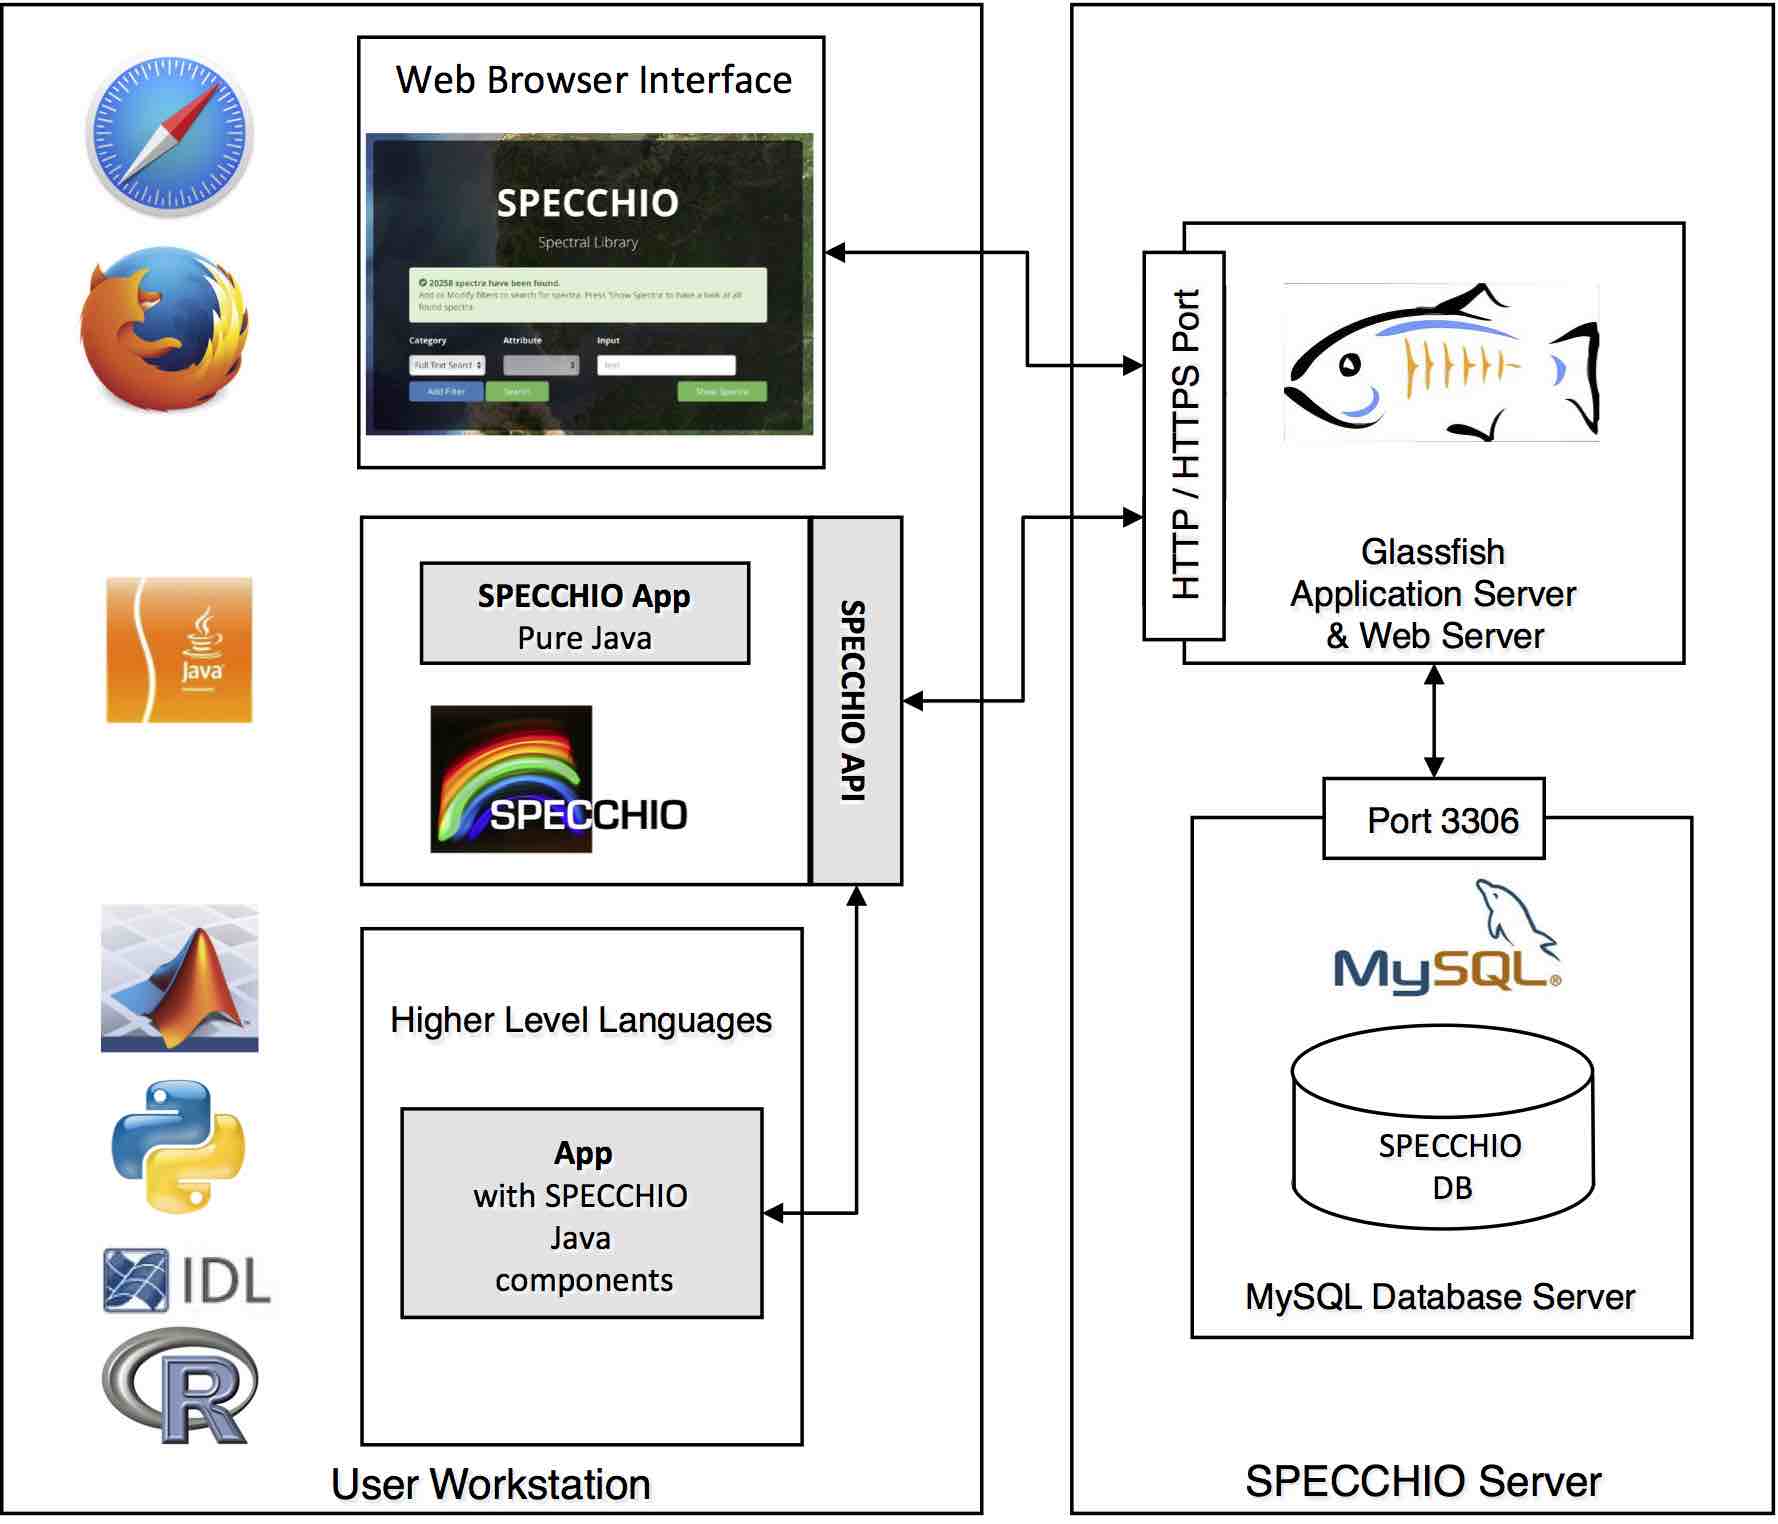 Web Browser Interface
SPECCHIO
Spectral Library
20258 spectra have been found.
Add or Modify filters to search for spectra. Press 'Show Spectra' to have a look at all
found spectra.
Category
Attribute
Input
Full Text Search
text
Add Filter
Search
Show Spectra
SPECCHIO App
Pure Java
SPECCHIO
SPECCHIO API
Java
Higher Level Languages
App
with SPECCHIO
Java
components
IDL
R
User Workstation
HTTP / HTTPS Port
Glassfish
Application Server
& Web Server
Port 3306
MySQL®
SPECCHIO
DB
MySQL Database Server
SPECCHIO Server